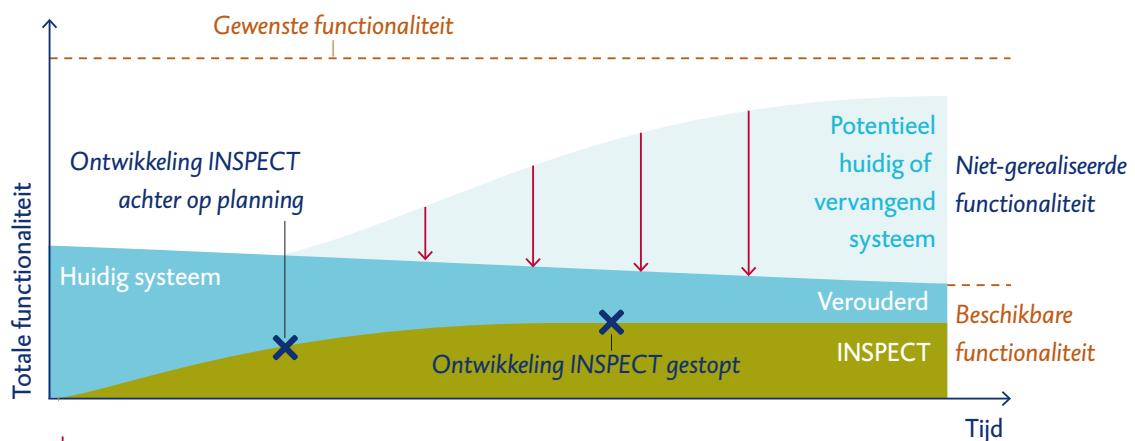 Gewenste functionaliteit
Ontwikkeling INSPECT
achter op planning
Potentieel
huidig of
vervangend
systeem
Niet-gerealiseerde
functionaliteit
Totale functionaliteit
Huidig systeem
Verouderd
Beschikbare
functionaliteit
Ontwikkeling INSPECT gestopt
INSPECT
Tijd